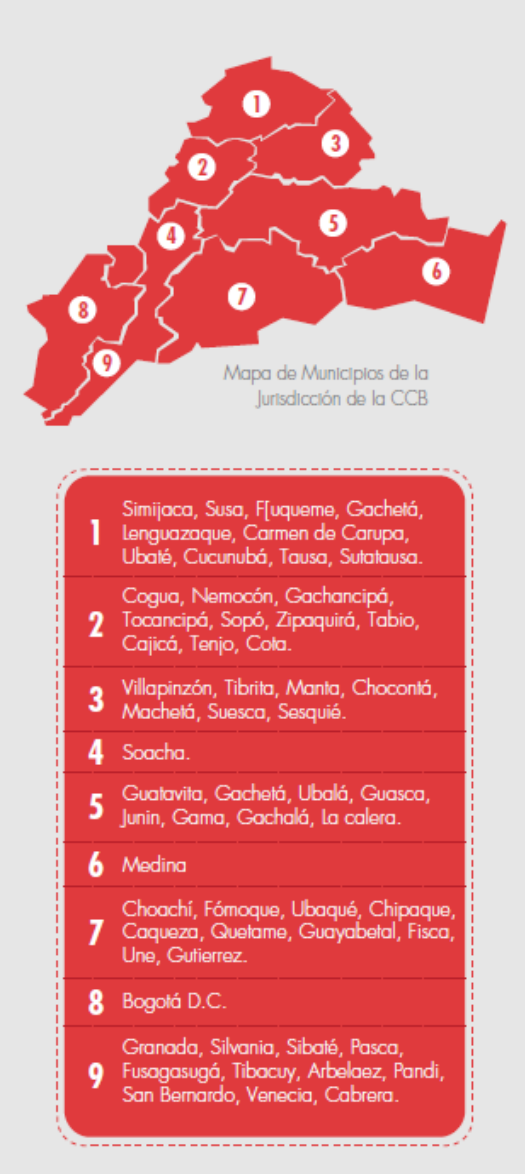 1
3
2
5
4
6
7
8
9
Mapa de Municipios de la
Jurisdicción de la CCB
1
Simijaca, Susa, F[uqueme, Gachetá,
Lenguazaque, Carmen de Carupa,
Ubaté, Cucunubá, Tausa, Sutatausa.
2
Cogua, Nemocón, Gachancipá,
Tocancipá, Sopó, Zipaquirá, Tabio,
Cajicá, Tenjo, Cota.
3
Villapinzón, Tibrita, Manta, Chocontá,
Machetá, Suesca, Sesquié.
4
Soacha.
5
Guatavita, Gachetá, Ubalá, Guasca,
Junin, Gama, Gachalá, La calera.
6
Medina
7
Choachí, Fómoque, Ubaqué, Chipaque,
Caqueza, Quetame, Guayabetal, Fisca,
Une, Gutierrez.
8
Bogotá D.C.
9
Granada, Silvania, Sibaté, Pasca,
Fusagasugá, Tibacuy, Arbelaez, Pandi,
San Bernardo, Venecia, Cabrera.